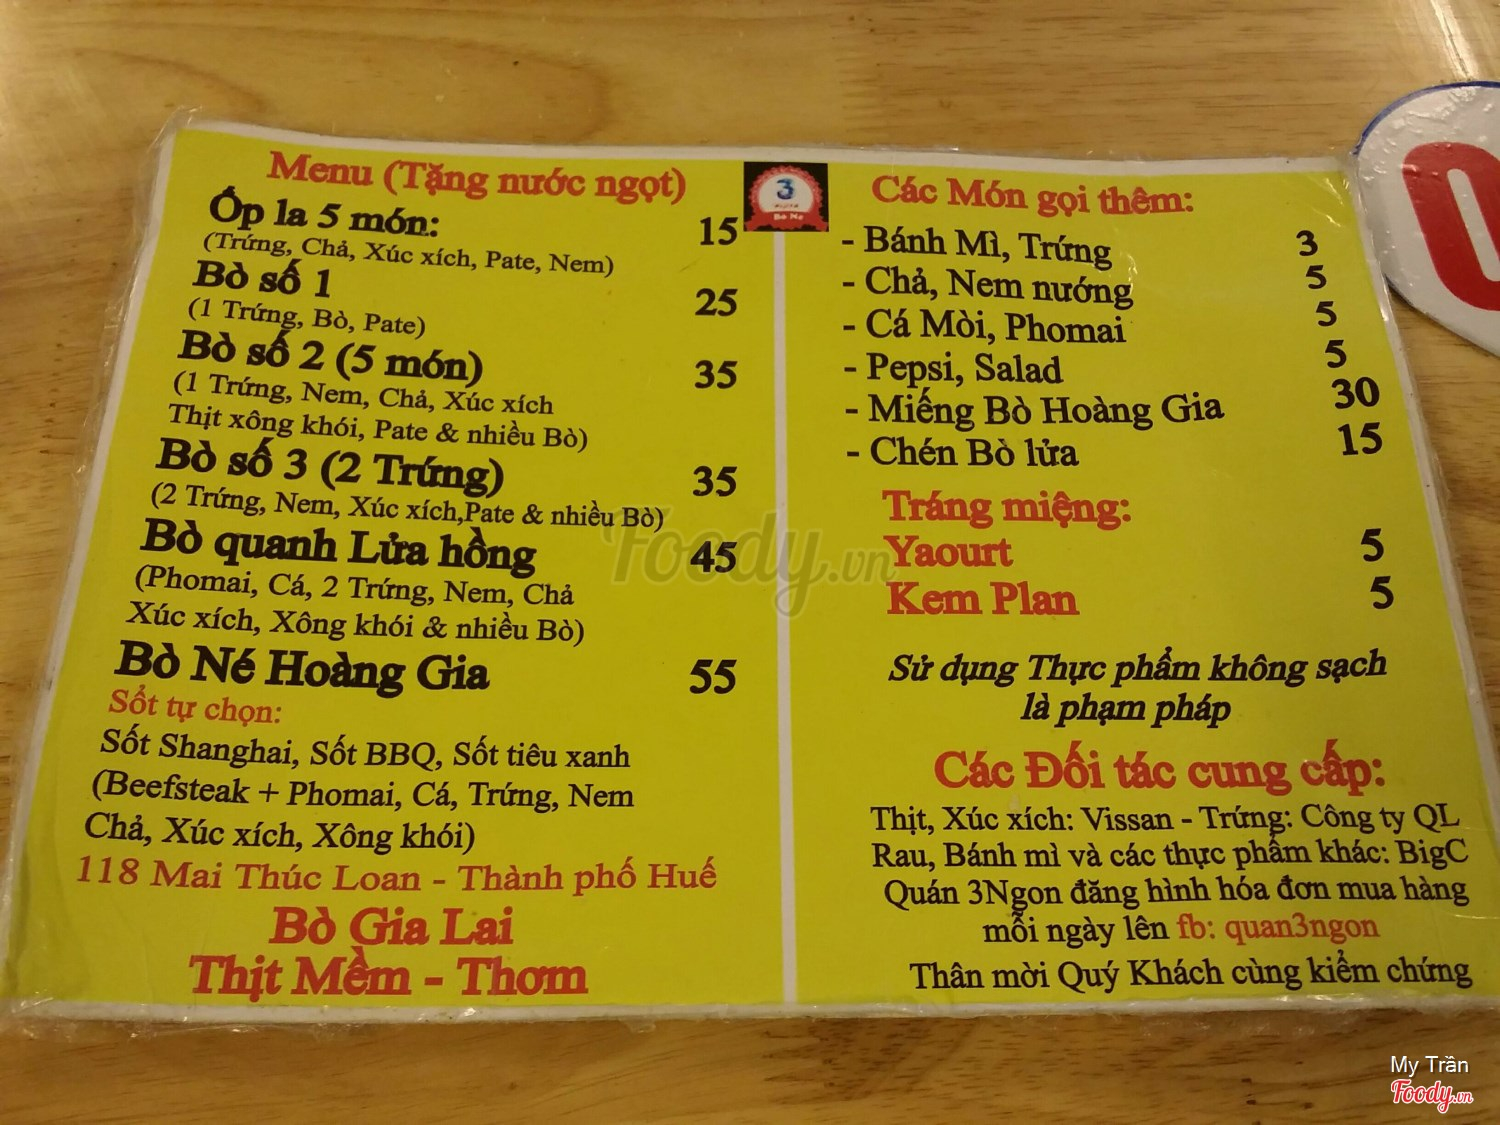 Menu (Tặng nước ngọt)
Ốp la 5 món: 15
(Trứng, Chả, Xúc xích, Pate, Nem)
Bò số 1 25
(1 Trứng, Bò, Pate)
Bò số 2 (5 món) 35
(1 Trứng, Nem, Chả, Xúc xích
Thịt xông khói, Pate & nhiều Bò)
Bò số 3 (2 Trứng) 35
(2 Trứng, Nem, Xúc xích,Pate & nhiều Bò)
Bò quanh Lửa hồng 45
(Phomai, Cá, 2 Trứng, Nem, Chả
Xúc xích, Xông khói & nhiều Bò)
Bò Né Hoàng Gia 55
Sốt tự chọn:
Sốt Shanghai, Sốt BBQ, Sốt tiêu xanh
(Beefsteak + Phomai, Cá, Trứng, Nem
Chả, Xúc xích, Xông khói)
118 Mai Thúc Loan - Thành phố Huế
Bò Gia Lai
Thịt Mềm - Thơm
3
Bò Né
Các Món gọi thêm:
- Bánh Mì, Trứng 3
- Chả, Nem nướng 5
- Cá Mòi, Phomai 5
- Pepsi, Salad 5
- Miếng Bò Hoàng Gia 30
- Chén Bò lửa 15
Tráng miệng:
Yaourt 5
Kem Plan 5
Sử dụng Thực phẩm không sạch
là phạm pháp
Các Đối tác cung cấp:
Thịt, Xúc xích: Vissan - Trứng: Công ty QL
Rau, Bánh mì và các thực phẩm khác: BigC
Quán 3Ngon đăng hình hóa đơn mua hàng
mỗi ngày lên fb: quan3ngon
Thân mời Quý Khách cùng kiểm chứng
Foody.vn
My Trần
Foody.vn